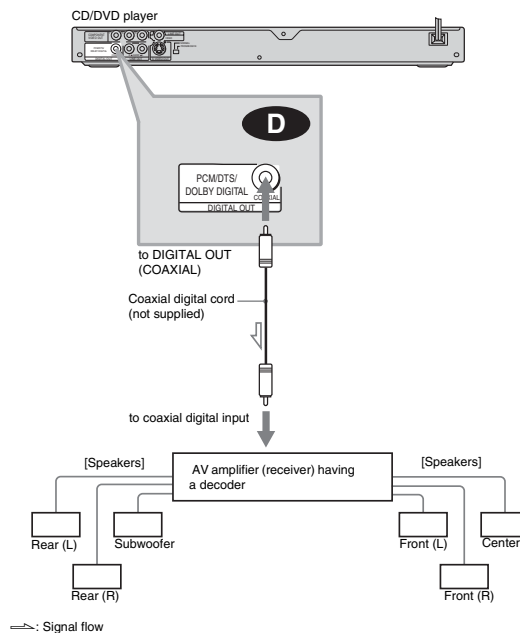 CD/DVD player
D
PCM/DTS/
DOLBY DIGITAL
COAXIAL
DIGITAL OUT
to DIGITAL OUT
(COAXIAL)
Coaxial digital cord
(not supplied)
to coaxial digital input
[Speakers]
[Speakers]
AV amplifier (receiver) having
a decoder
Rear (L)
Subwoofer
Front (L)
Center
Rear (R)
Front (R)
: Signal flow